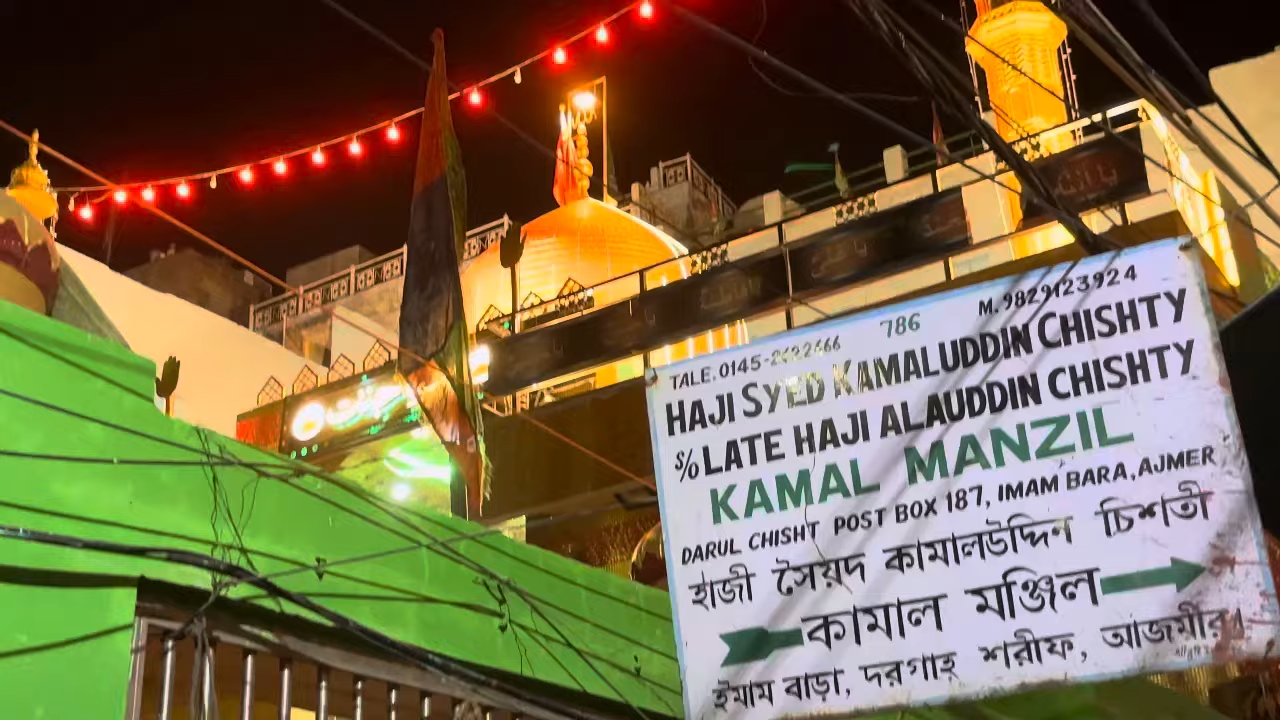 TALE. 0145-2622666 786 M. 9829123924
HAJI SYED KAMALUDDIN CHISHTY
S/o LATE HAJI ALAUDDIN CHISHTY
KAMAL MANZIL
DARUL CHISHT POST BOX 187, IMAM BARA, AJMER
হাজী সৈয়দ কামালউদ্দিন চিশতী
কামাল মঞ্জিল
ইমাম বাড়া, দরগাহ্ শরীফ, আজমীর।